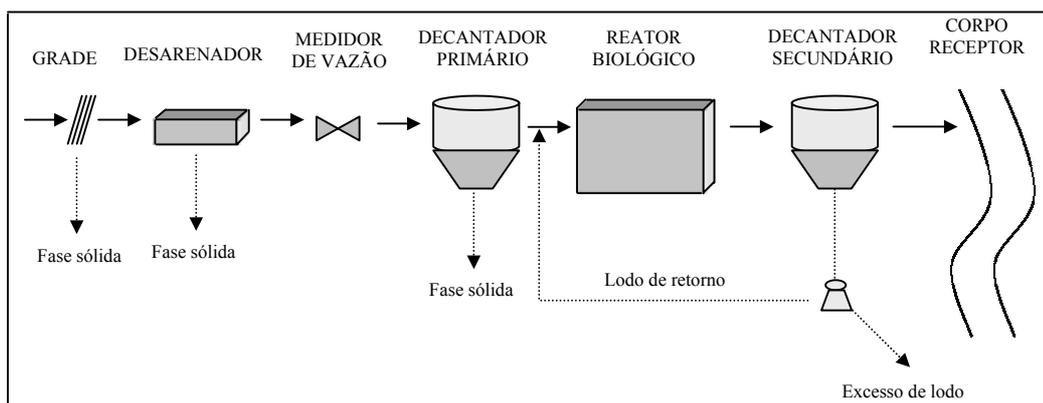 GRADE
DESARENADOR
MEDIDOR
DE VAZÃO
DECANTADOR
PRIMÁRIO
REATOR
BIOLÓGICO
DECANTADOR
SECUNDÁRIO
CORPO
RECEPTOR
Fase sólida
Fase sólida
Fase sólida
Lodo de retorno
Excesso de lodo